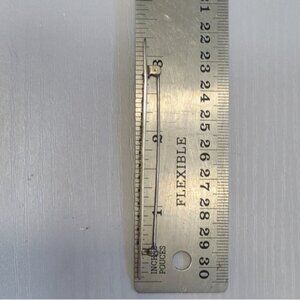 21 22 23 24 25 26 27 28 29 30
FLEXIBLE
3 2 1
INCHES
POUCES